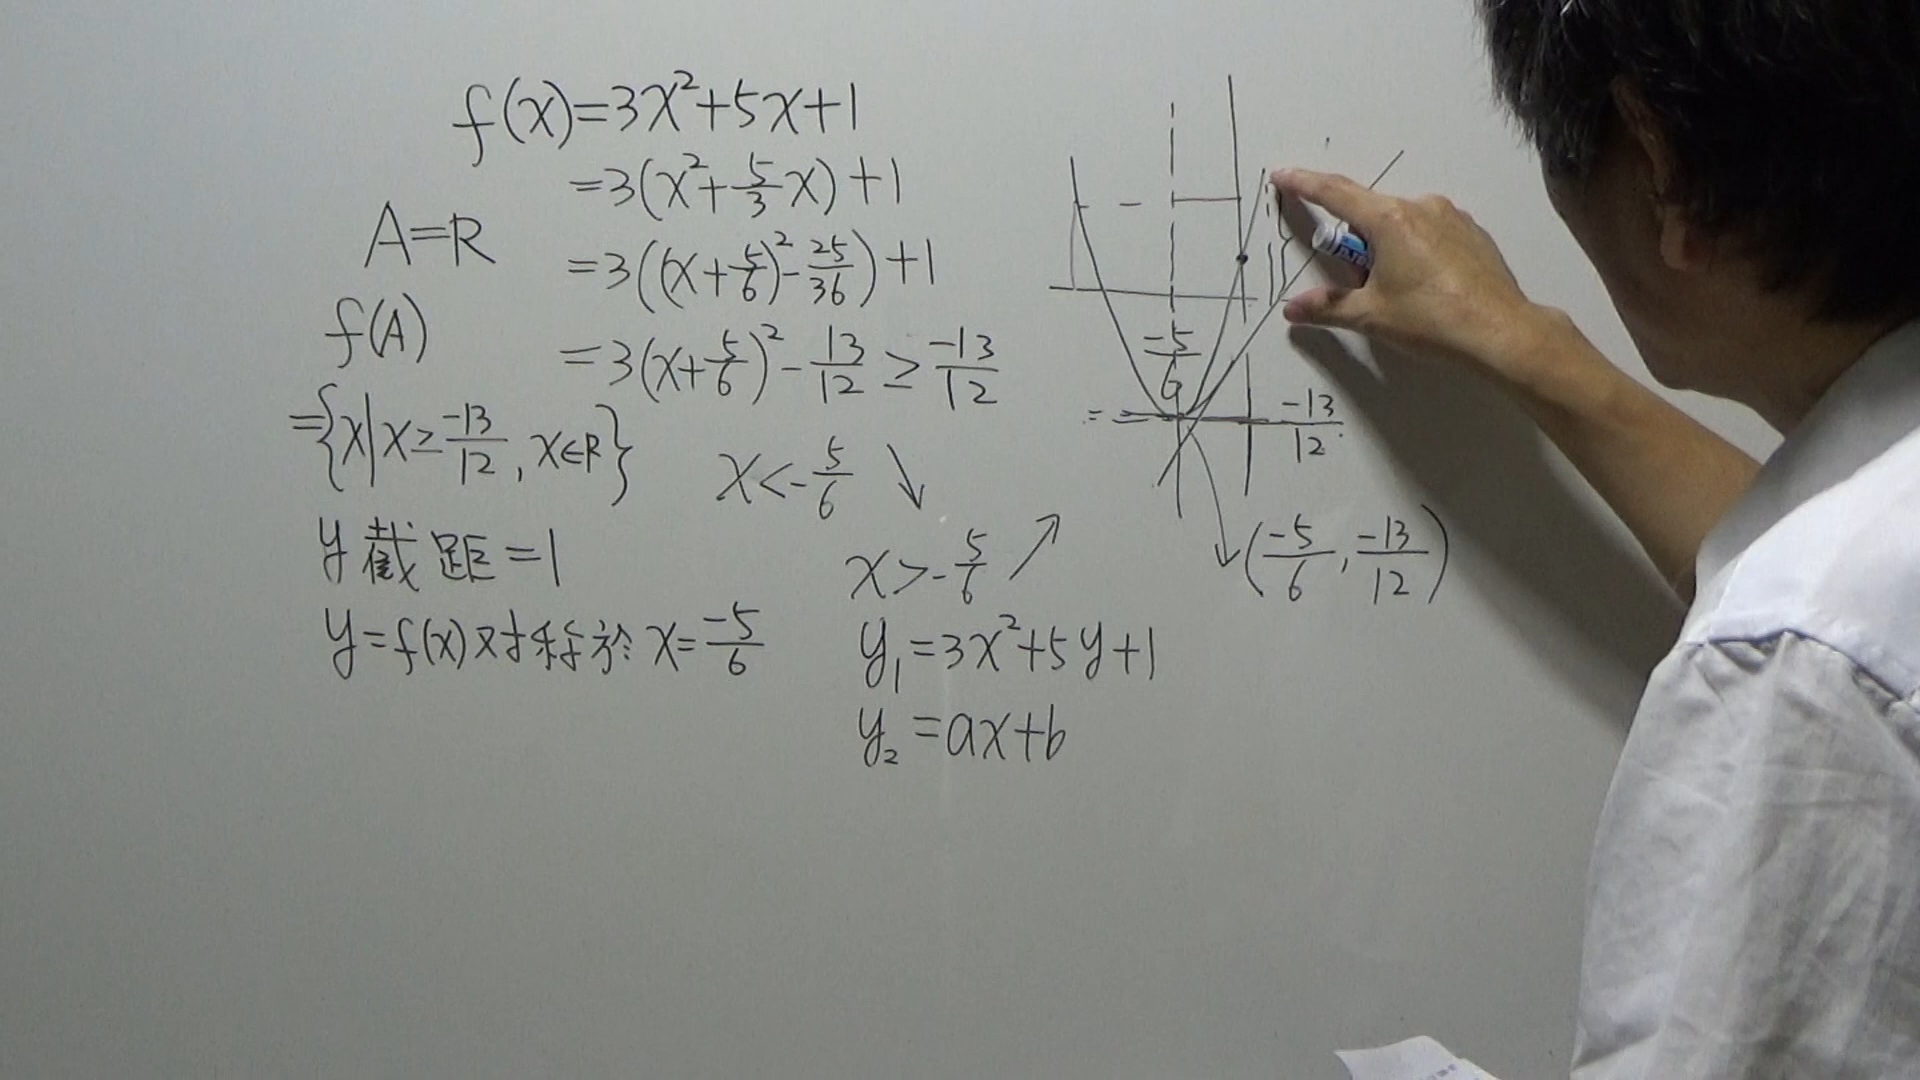 f(x)=3x²+5x+1
=3(x²+5/3x)+1
=3((x+5/6)²-25/36)+1
=3(x+5/6)²-13/12≥-13/12
A=R
f(A)
={x|x≥-13/12, x∈R}
y截距=1
y=f(x)对称於x=-5/6
x<-5/6 ↘
x>-5/6 ↗
y₁=3x²+5y+1
y₂=ax+b
-5/6
-13/12
(-5/6, -13/12)